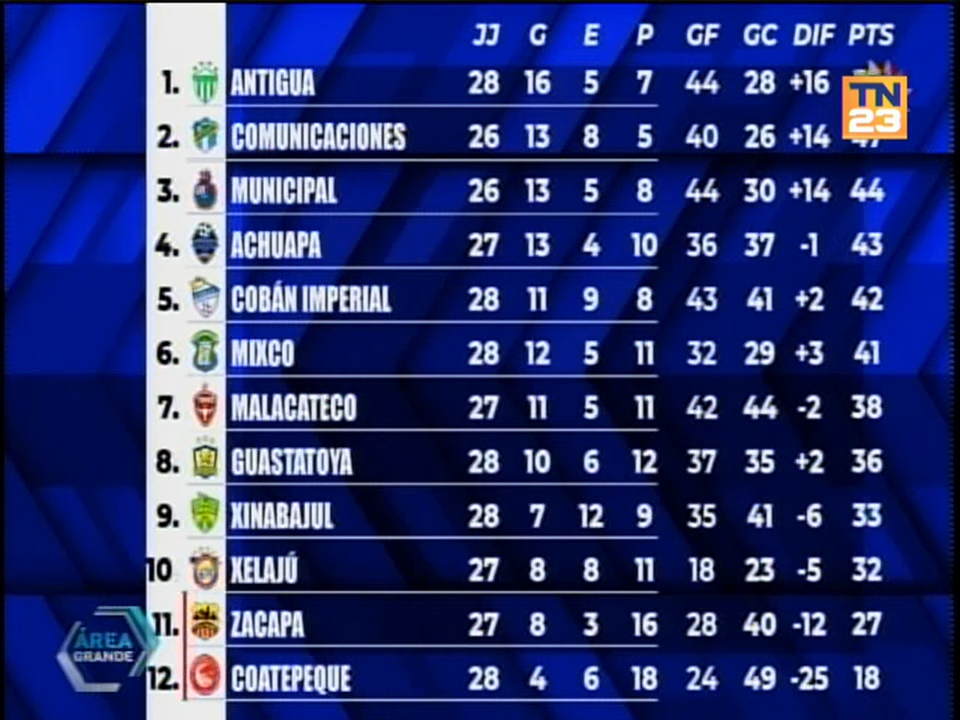 JJ G E P GF GC DIF PTS
1. ANTIGUA 28 16 5 7 44 28 +16
TN
23
2. COMUNICACIONES 26 13 8 5 40 26 +14 47
3. MUNICIPAL 26 13 5 8 44 30 +14 44
4. ACHUAPA 27 13 4 10 36 37 -1 43
5. COBÁN IMPERIAL 28 11 9 8 43 41 +2 42
6. MIXCO 28 12 5 11 32 29 +3 41
7. MALACATECO 27 11 5 11 42 44 -2 38
8. GUASTATOYA 28 10 6 12 37 35 +2 36
9. XINABAJUL 28 7 12 9 35 41 -6 33
10 XELAJÚ 27 8 8 11 18 23 -5 32
11. ZACAPA 27 8 3 16 28 40 -12 27
ÁREA
GRANDE
12. COATEPEQUE 28 4 6 18 24 49 -25 18